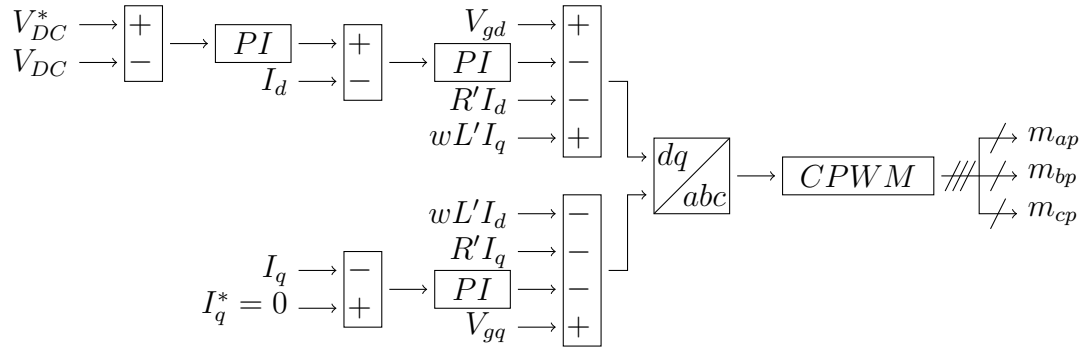 V*_DC + V_gd +
V_DC − PI + − PI −
I_d − R'I_d −
wL'I_q +
dq abc CPWM m_ap
m_bp
m_cp
wL'I_d −
R'I_q −
I_q − PI −
I*_q = 0 + V_gq +